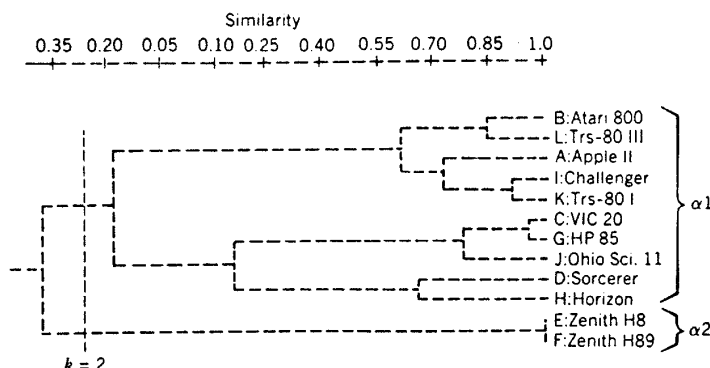 Similarity
0.35 0.20 0.05 0.10 0.15 0.25 0.40 0.55 0.70 0.85 1.0
B:Atari 800
L:Trs-80 III
A:Apple II
I:Challenger
K:Trs-80 I
α1
C:VIC 20
G:HP 85
J:Ohio Sci. 11
D:Sorcerer
H:Horizon
E:Zenith H8
α2
F:Zenith H89
k = 2